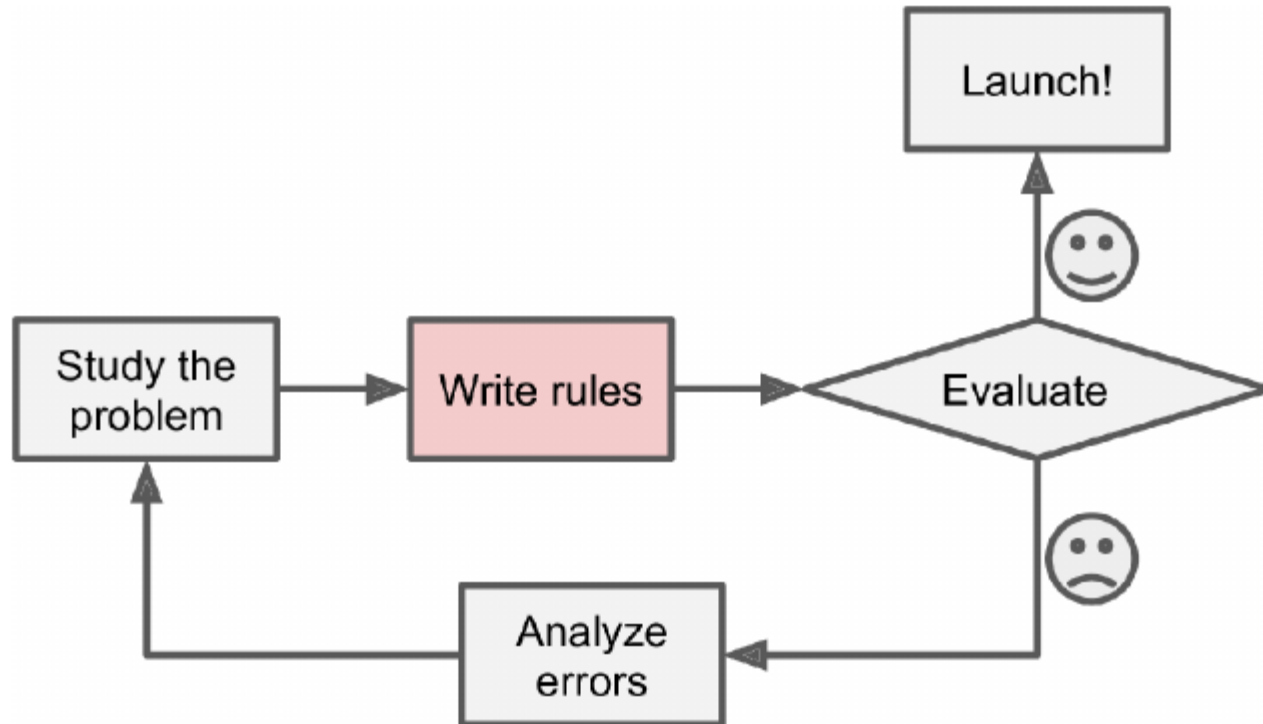 Launch!
Study the
problem
Write rules
Evaluate
Analyze
errors